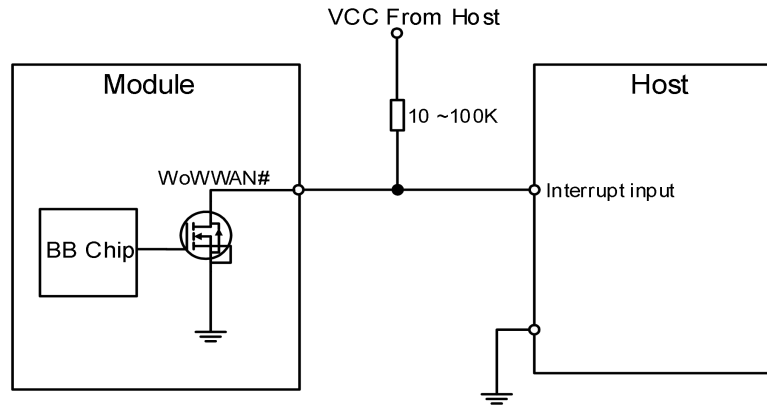 VCC From Host
Module
Host
10 ~100K
WoWWAN#
Interrupt input
BB Chip